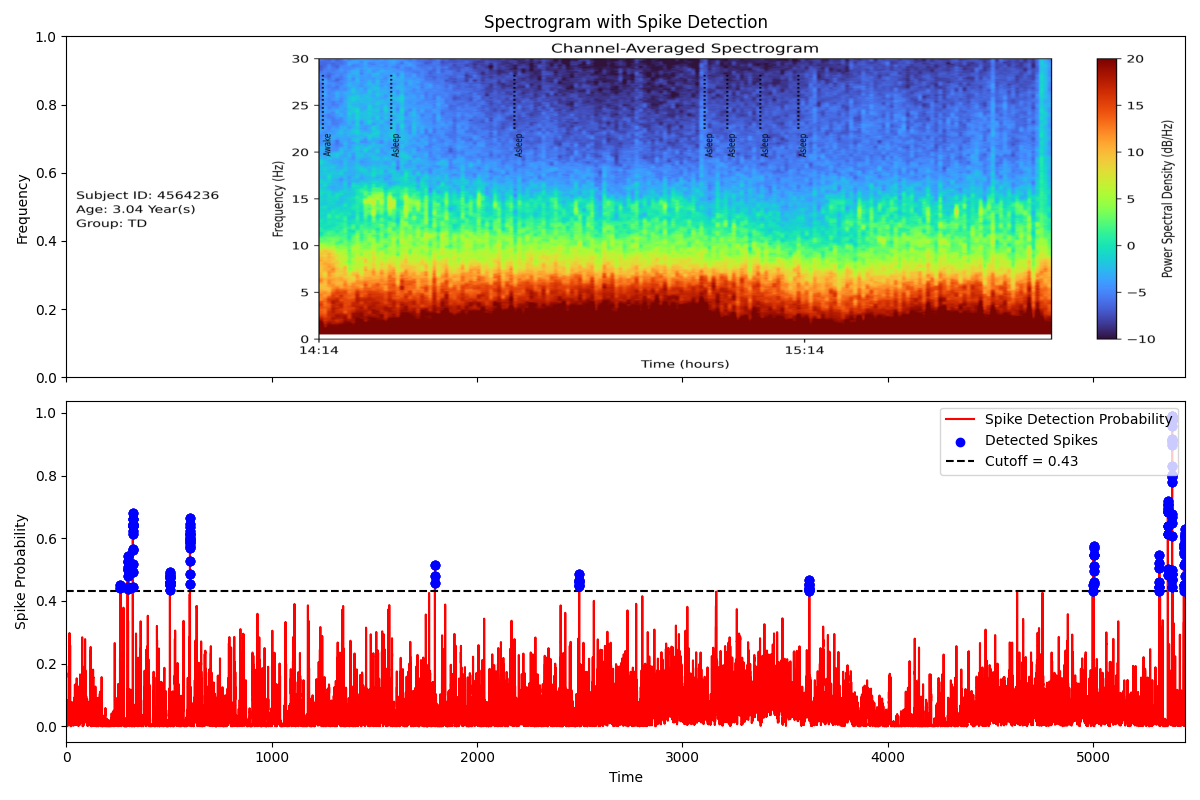 Spectrogram with Spike Detection
Channel-Averaged Spectrogram
Frequency
1.0
0.8
0.6
0.4
0.2
0.0
Subject ID: 4564236
Age: 3.04 Year(s)
Group: TD
Frequency (Hz)
30
25
20
15
10
5
0
Awake
Asleep
Asleep
Asleep
Asleep
Asleep
Asleep
14:14
15:14
Time (hours)
20
15
10
5
0
−5
−10
Power Spectral Density (dB/Hz)
Spike Probability
1.0
0.8
0.6
0.4
0.2
0.0
Spike Detection Probability
Detected Spikes
Cutoff = 0.43
0
1000
2000
3000
4000
5000
Time